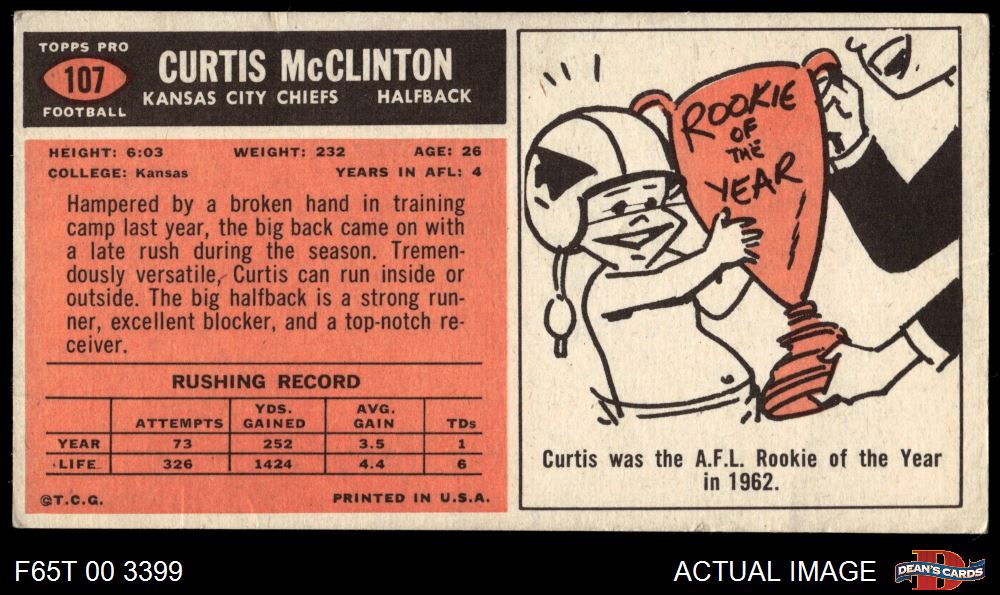 TOPPS PRO
107
FOOTBALL
CURTIS McCLINTON
KANSAS CITY CHIEFS HALFBACK
HEIGHT: 6:03 WEIGHT: 232 AGE: 26
COLLEGE: Kansas YEARS IN AFL: 4
Hampered by a broken hand in training
camp last year, the big back came on with
a late rush during the season. Tremen-
dously versatile, Curtis can run inside or
outside. The big halfback is a strong run-
ner, excellent blocker, and a top-notch re-
ceiver.
RUSHING RECORD
ATTEMPTS YDS. GAINED AVG. GAIN TDs
YEAR 73 252 3.5 1
LIFE 326 1424 4.4 6
©T.C.G. PRINTED IN U.S.A.
ROOKIE
OF
THE
YEAR
Curtis was the A.F.L. Rookie of the Year
in 1962.
F65T 00 3399
ACTUAL IMAGE
DEAN'S CARDS